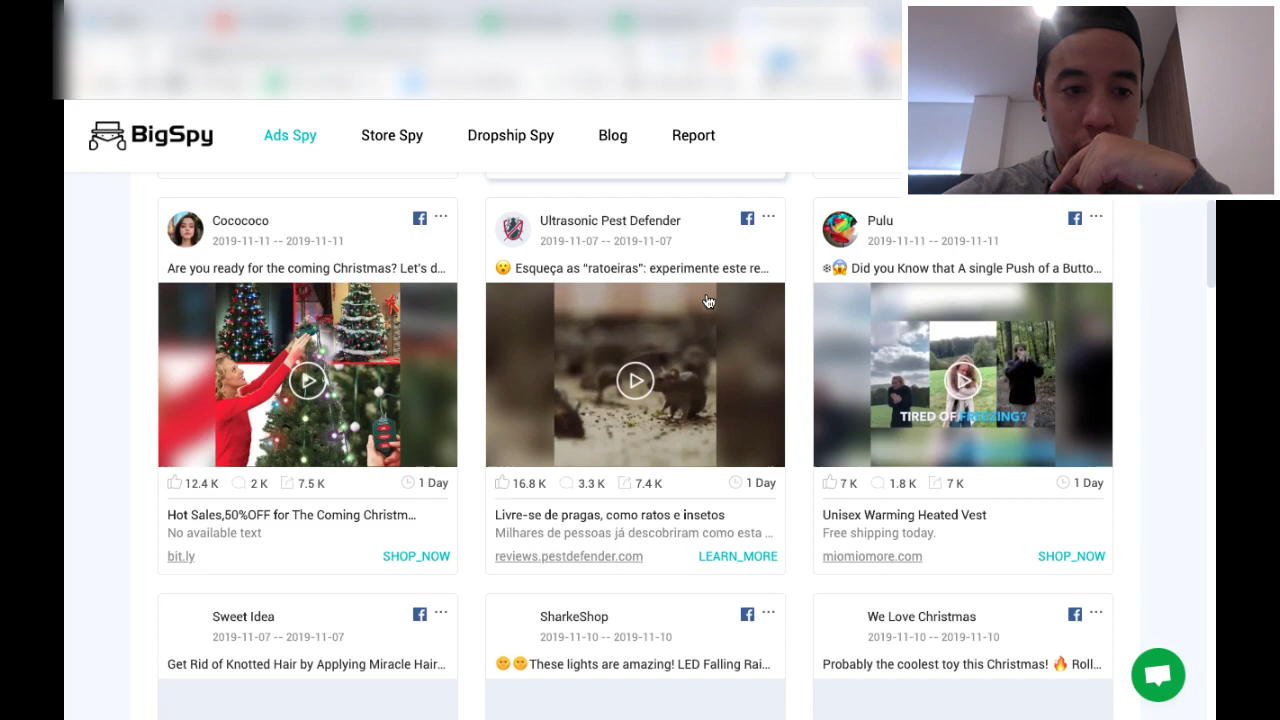 BigSpy
Ads Spy
Store Spy
Dropship Spy
Blog
Report
Cocococo
2019-11-11 -- 2019-11-11
Are you ready for the coming Christmas? Let's d...
12.4 K
2 K
7.5 K
1 Day
Hot Sales,50%OFF for The Coming Christm...
No available text
bit.ly
SHOP_NOW
Ultrasonic Pest Defender
2019-11-07 -- 2019-11-07
😮 Esqueça as “ratoeiras”: experimente este re...
16.8 K
3.3 K
7.4 K
1 Day
Livre-se de pragas, como ratos e insetos
Milhares de pessoas já descobriram como esta ...
reviews.pestdefender.com
LEARN_MORE
Pulu
2019-11-11 -- 2019-11-11
❄😱 Did you Know that A single Push of a Butto...
TIRED OF FREEZING?
7 K
1.8 K
7 K
1 Day
Unisex Warming Heated Vest
Free shipping today.
miomiomore.com
SHOP_NOW
Sweet Idea
2019-11-07 -- 2019-11-07
Get Rid of Knotted Hair by Applying Miracle Hair...
SharkeShop
2019-11-10 -- 2019-11-10
These lights are amazing! LED Falling Rai...
We Love Christmas
2019-11-10 -- 2019-11-10
Probably the coolest toy this Christmas! 🔥 Roll...